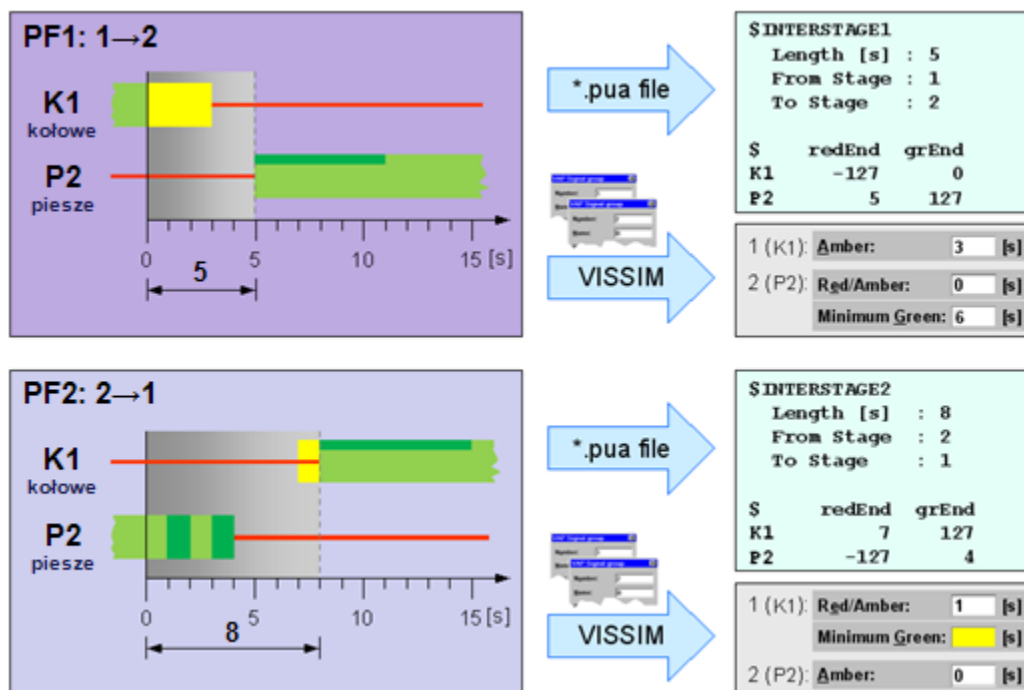 PF1: 1→2
K1
kołowe
P2
piesze
0 5 10 15 [s]
5
*.pua file
VISSIM
$INTERSTAGE1
Length [s] : 5
From Stage : 1
To Stage : 2
$ redEnd grEnd
K1 -127 0
P2 5 127
1 (K1): Amber: 3 [s]
2 (P2): Red/Amber: 0 [s]
Minimum Green: 6 [s]
PF2: 2→1
K1
kołowe
P2
piesze
0 5 10 15 [s]
8
*.pua file
VISSIM
$INTERSTAGE2
Length [s] : 8
From Stage : 2
To Stage : 1
$ redEnd grEnd
K1 7 127
P2 -127 4
1 (K1): Red/Amber: 1 [s]
Minimum Green: [s]
2 (P2): Amber: 0 [s]